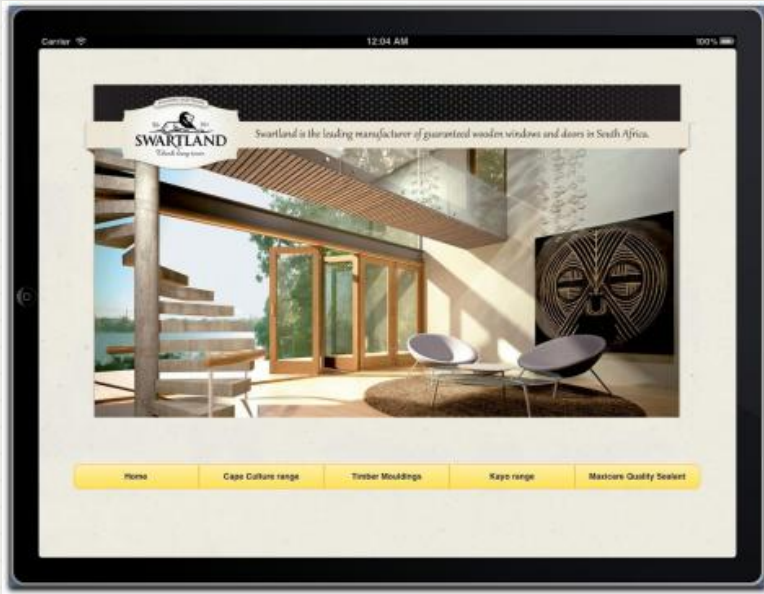 Carrier
12:04 AM
100%
SWARTLAND
Swartland is the leading manufacturer of guaranteed wooden windows and doors in South Africa.
Home
Cape Culture range
Timber Mouldings
Kayo range
Maxicare Quality Sealant